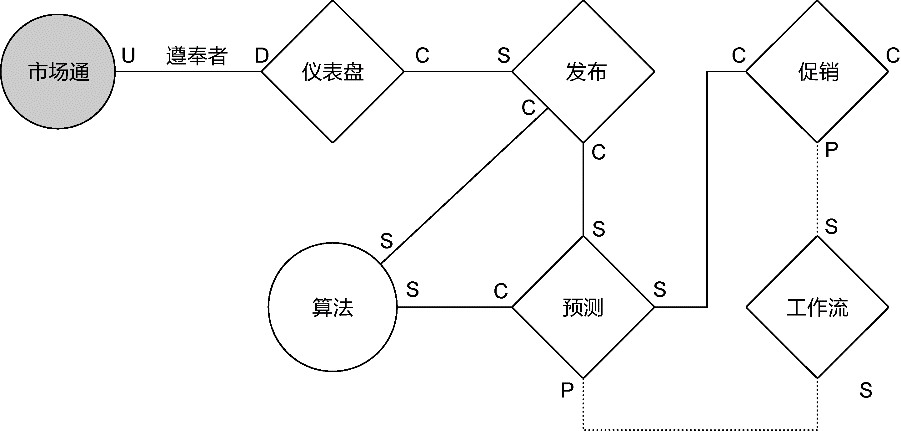 U 遵奉者 D C S C C
市场通 仪表盘 发布 促销
C
C P
S S S
S C S
算法 预测 工作流
P S